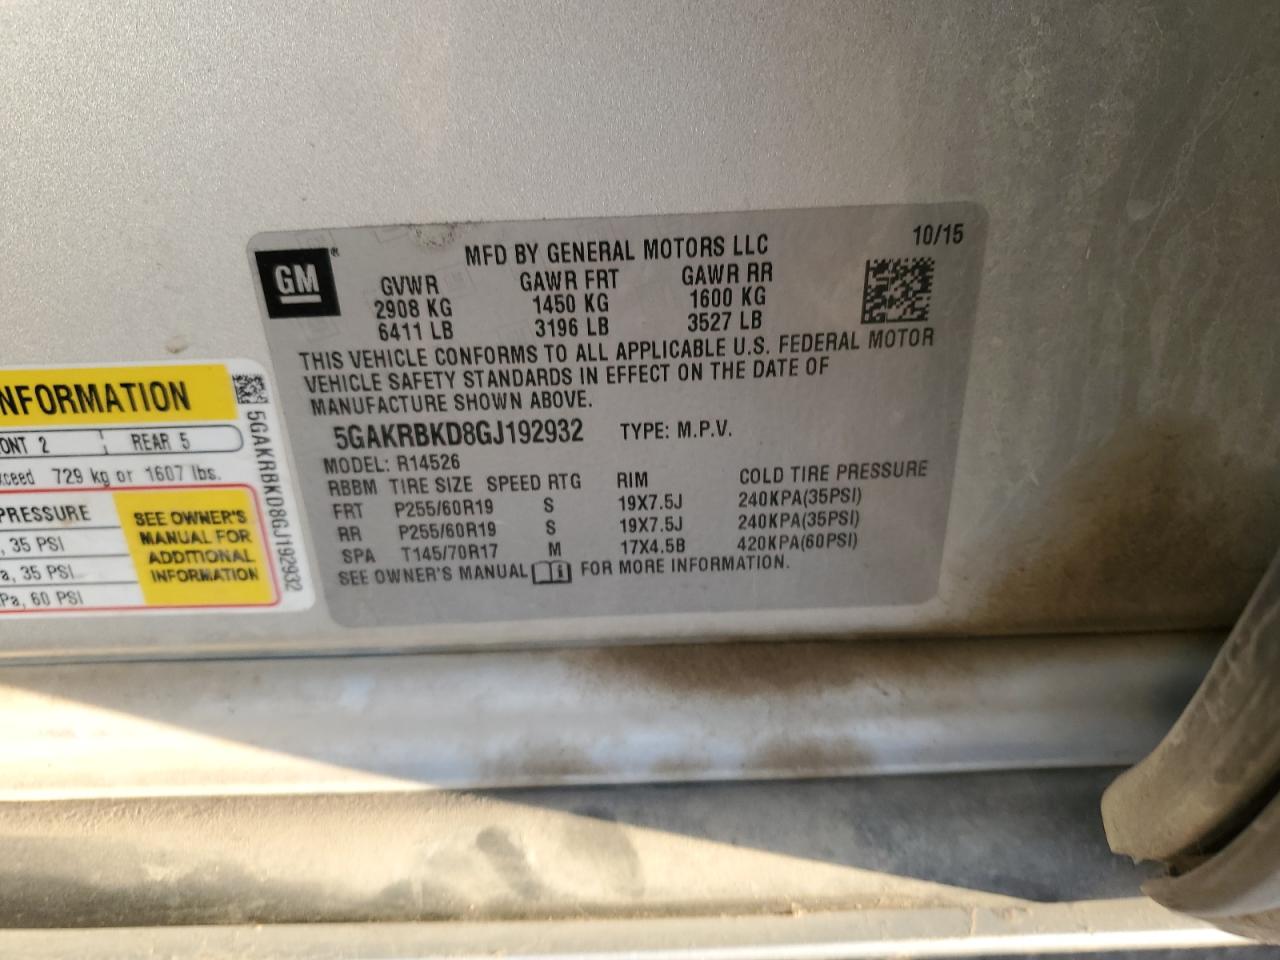 GM®
MFD BY GENERAL MOTORS LLC
10/15
GVWR GAWR FRT GAWR RR
2908 KG 1450 KG 1600 KG
6411 LB 3196 LB 3527 LB
THIS VEHICLE CONFORMS TO ALL APPLICABLE U.S. FEDERAL MOTOR
VEHICLE SAFETY STANDARDS IN EFFECT ON THE DATE OF
MANUFACTURE SHOWN ABOVE.
5GAKRBKD8GJ192932 TYPE: M.P.V.
MODEL: R14526
RBBM TIRE SIZE SPEED RTG RIM COLD TIRE PRESSURE
FRT P255/60R19 S 19X7.5J 240KPA(35PSI)
RR P255/60R19 S 19X7.5J 240KPA(35PSI)
SPA T145/70R17 M 17X4.5B 420KPA(60PSI)
SEE OWNER'S MANUAL FOR MORE INFORMATION.
NFORMATION
ONT 2 REAR 5
xceed 729 kg or 1607 lbs.
PRESSURE
, 35 PSI
a, 35 PSI
Pa, 60 PSI
SEE OWNER'S
MANUAL FOR
ADDITIONAL
INFORMATION
5GAKRBKD8GJ192932